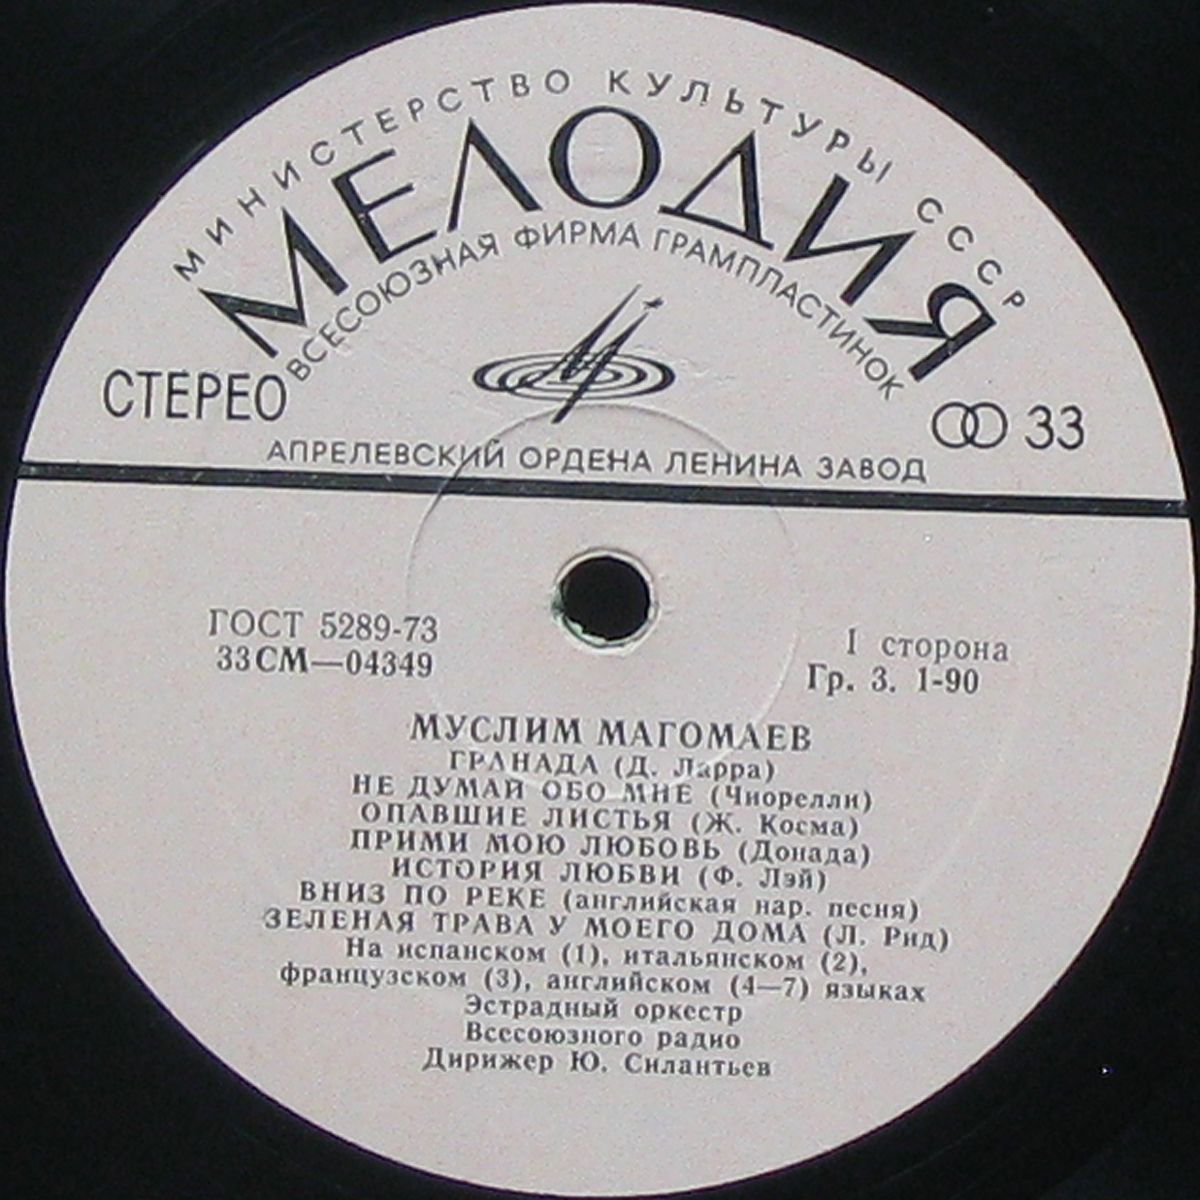 МИНИСТЕРСТВО КУЛЬТУРЫ СССР
МЕЛОДИЯ
ВСЕСОЮЗНАЯ ФИРМА ГРАМПЛАСТИНОК
СТЕРЕО
33
АПРЕЛЕВСКИЙ ОРДЕНА ЛЕНИНА ЗАВОД
ГОСТ 5289-73
33СМ—04349
I сторона
Гр. 3. 1-90
МУСЛИМ МАГОМАЕВ
ГРАНАДА (Д. Ларра)
НЕ ДУМАЙ ОБО МНЕ (Чиорелли)
ОПАВШИЕ ЛИСТЬЯ (Ж. Косма)
ПРИМИ МОЮ ЛЮБОВЬ (Донада)
ИСТОРИЯ ЛЮБВИ (Ф. Лэй)
ВНИЗ ПО РЕКЕ (английская нар. песня)
ЗЕЛЕНАЯ ТРАВА У МОЕГО ДОМА (Л. Рид)
На испанском (1), итальянском (2),
французском (3), английском (4—7) языках
Эстрадный оркестр
Всесоюзного радио
Дирижер Ю. Силантьев